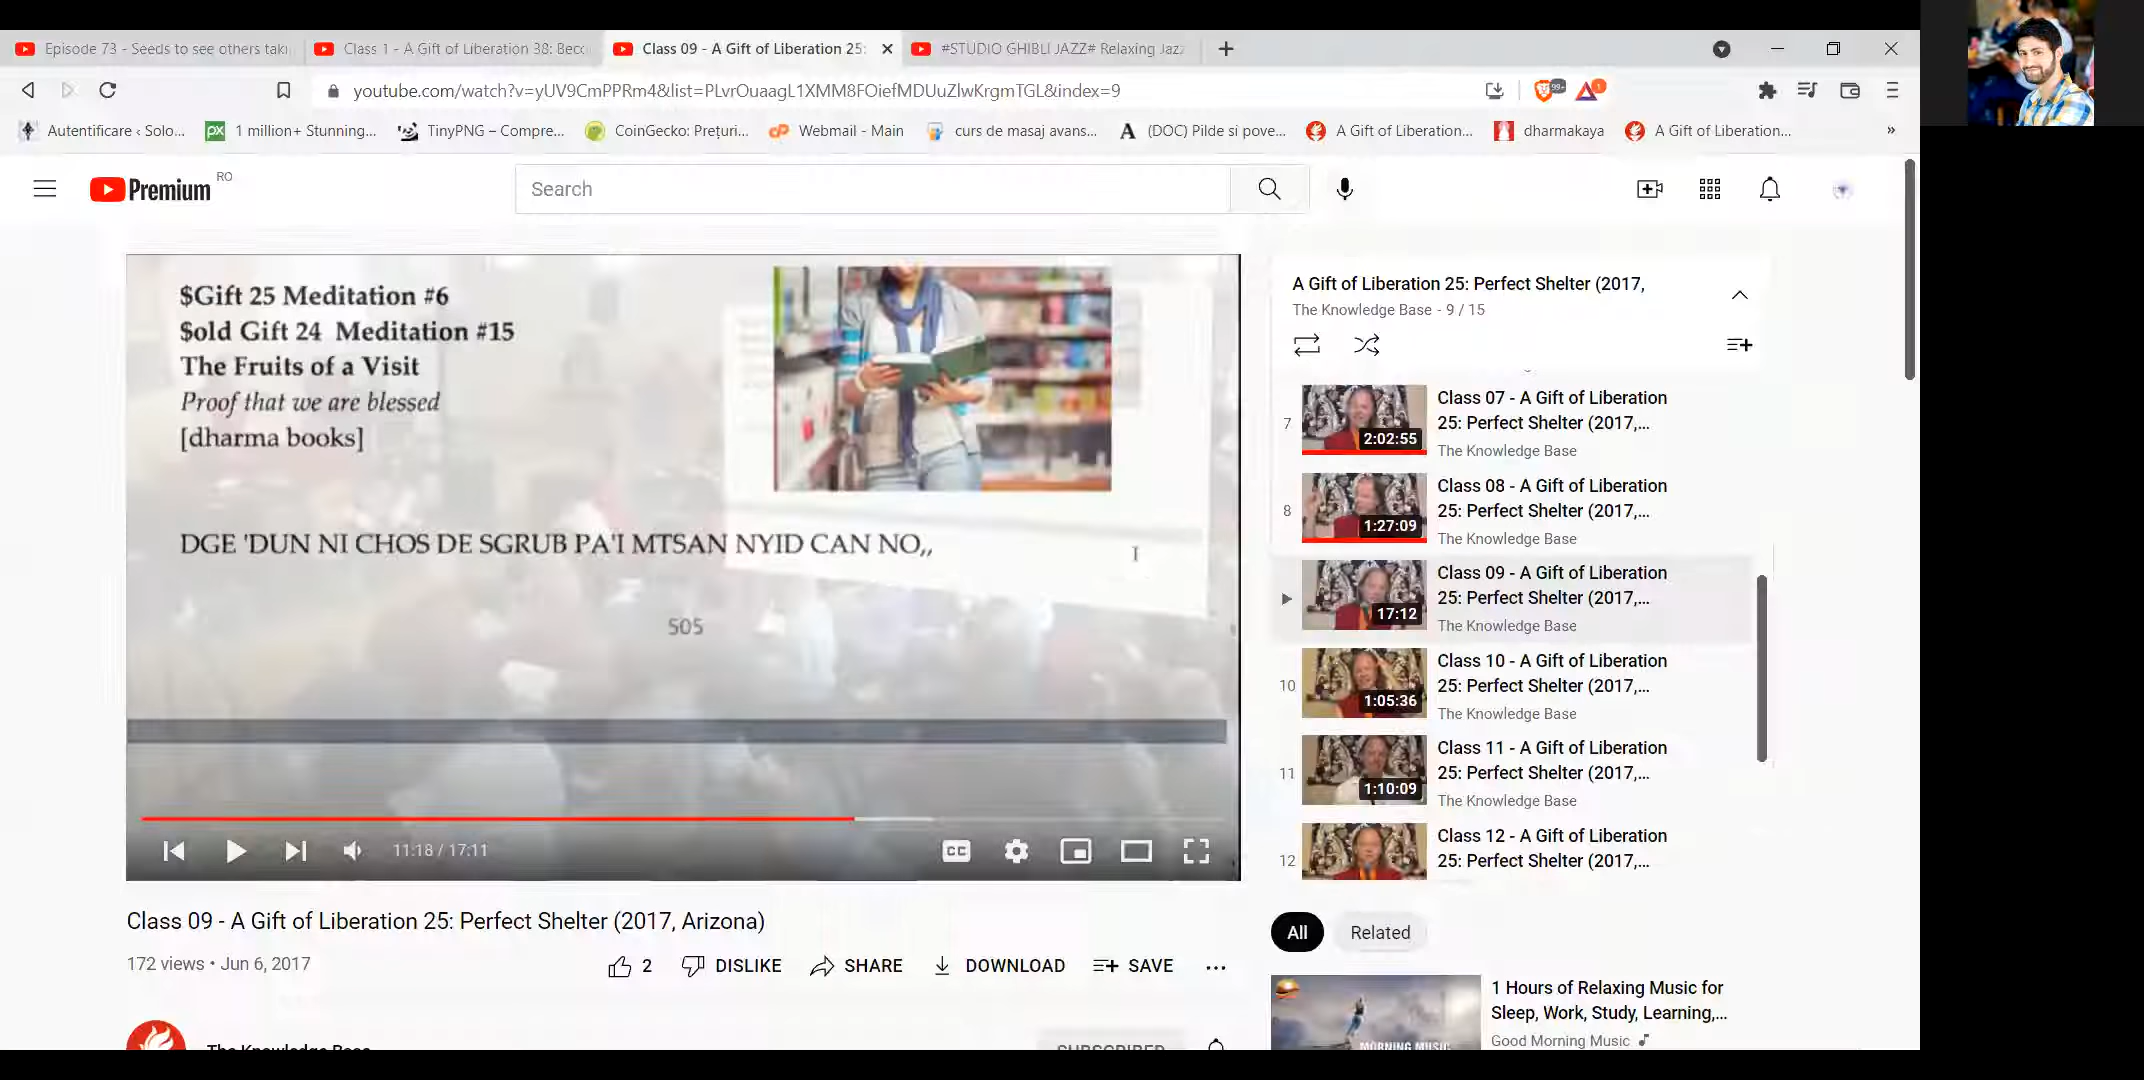 Episode 73 - Seeds to see others taki
Class 1 - A Gift of Liberation 38: Becc
Class 09 - A Gift of Liberation 25:
#STUDIO GHIBLI JAZZ# Relaxing Jazz
youtube.com/watch?v=yUV9CmPPRm4&list=PLvrOuaagL1XMM8FOiefMDUuZlwKrgmTGL&index=9
99+
1
Autentificare ‹ Solo...
px
1 million+ Stunning...
TinyPNG – Compre...
CoinGecko: Prețuri...
cP
Webmail - Main
curs de masaj avans...
A
(DOC) Pilde si pove...
A Gift of Liberation...
dharmakaya
A Gift of Liberation...
»
Premium
RO
Search
$Gift 25 Meditation #6
$old Gift 24 Meditation #15
The Fruits of a Visit
Proof that we are blessed
[dharma books]
DGE 'DUN NI CHOS DE SGRUB PA'I MTSAN NYID CAN NO,,
505
11:18 / 17:11
CC
Class 09 - A Gift of Liberation 25: Perfect Shelter (2017, Arizona)
172 views • Jun 6, 2017
2
DISLIKE
SHARE
DOWNLOAD
SAVE
...
The Knowledge Base
SUBSCRIBED
A Gift of Liberation 25: Perfect Shelter (2017,
The Knowledge Base - 9 / 15
7
2:02:55
Class 07 - A Gift of Liberation
25: Perfect Shelter (2017,...
The Knowledge Base
8
1:27:09
Class 08 - A Gift of Liberation
25: Perfect Shelter (2017,...
The Knowledge Base
17:12
Class 09 - A Gift of Liberation
25: Perfect Shelter (2017,...
The Knowledge Base
10
1:05:36
Class 10 - A Gift of Liberation
25: Perfect Shelter (2017,...
The Knowledge Base
11
1:10:09
Class 11 - A Gift of Liberation
25: Perfect Shelter (2017,...
The Knowledge Base
12
Class 12 - A Gift of Liberation
25: Perfect Shelter (2017,...
All
Related
MORNING MUSIC
1 Hours of Relaxing Music for
Sleep, Work, Study, Learning,...
Good Morning Music